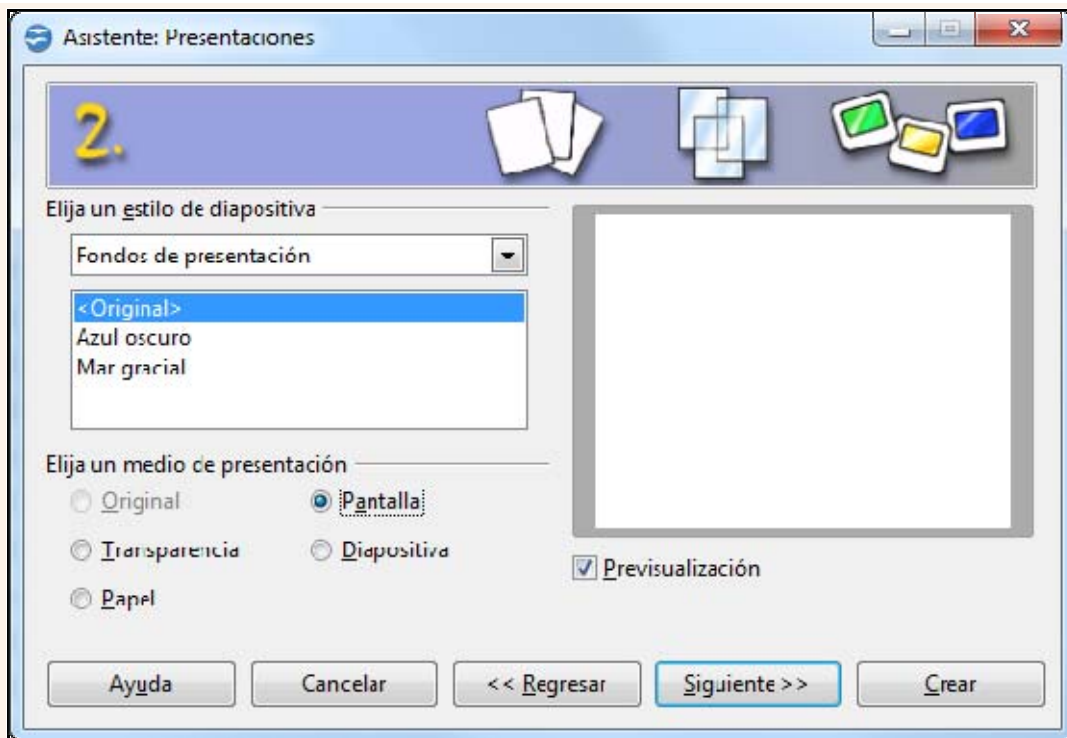 Asistente: Presentaciones
2.
Elija un estilo de diapositiva
Fondos de presentación
<Original>
Azul oscuro
Mar gracial
Elija un medio de presentación
Original
Pantalla
Transparencia
Diapositiva
Papel
Previsualización
Ayuda
Cancelar
<< Regresar
Siguiente >>
Crear